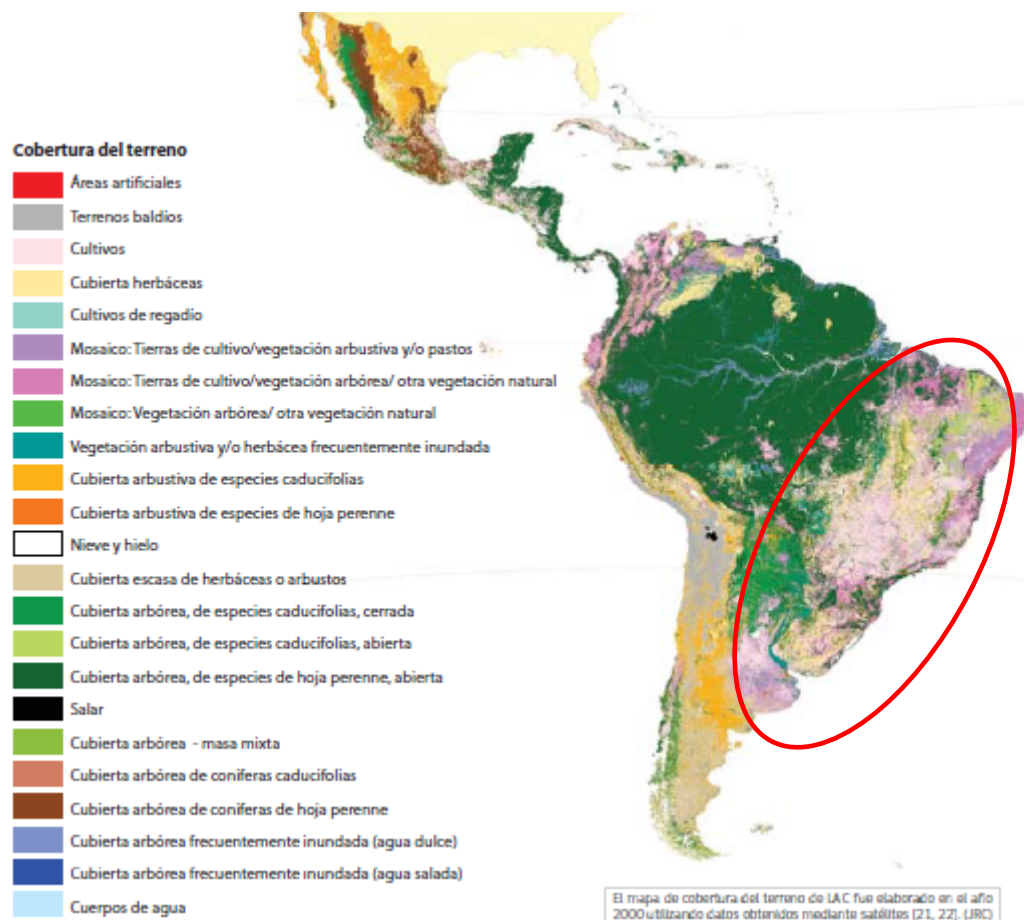 Cobertura del terreno
Áreas artificiales
Terrenos baldíos
Cultivos
Cubierta herbáceas
Cultivos de regadío
Mosaico: Tierras de cultivo/vegetación arbustiva y/o pastos
Mosaico: Tierras de cultivo/vegetación arbórea/ otra vegetación natural
Mosaico: Vegetación arbórea/ otra vegetación natural
Vegetación arbustiva y/o herbácea frecuentemente inundada
Cubierta arbustiva de especies caducifolias
Cubierta arbustiva de especies de hoja perenne
Nieve y hielo
Cubierta escasa de herbáceas o arbustos
Cubierta arbórea, de especies caducifolias, cerrada
Cubierta arbórea, de especies caducifolias, abierta
Cubierta arbórea, de especies de hoja perenne, abierta
Salar
Cubierta arbórea - masa mixta
Cubierta arbórea de coníferas caducifolias
Cubierta arbórea de coníferas de hoja perenne
Cubierta arbórea frecuentemente inundada (agua dulce)
Cubierta arbórea frecuentemente inundada (agua salada)
Cuerpos de agua
El mapa de cobertura del terreno de LAC fue elaborado en el año
2000 utilizando datos obtenidos mediante satélites [21, 22]. (JRC)